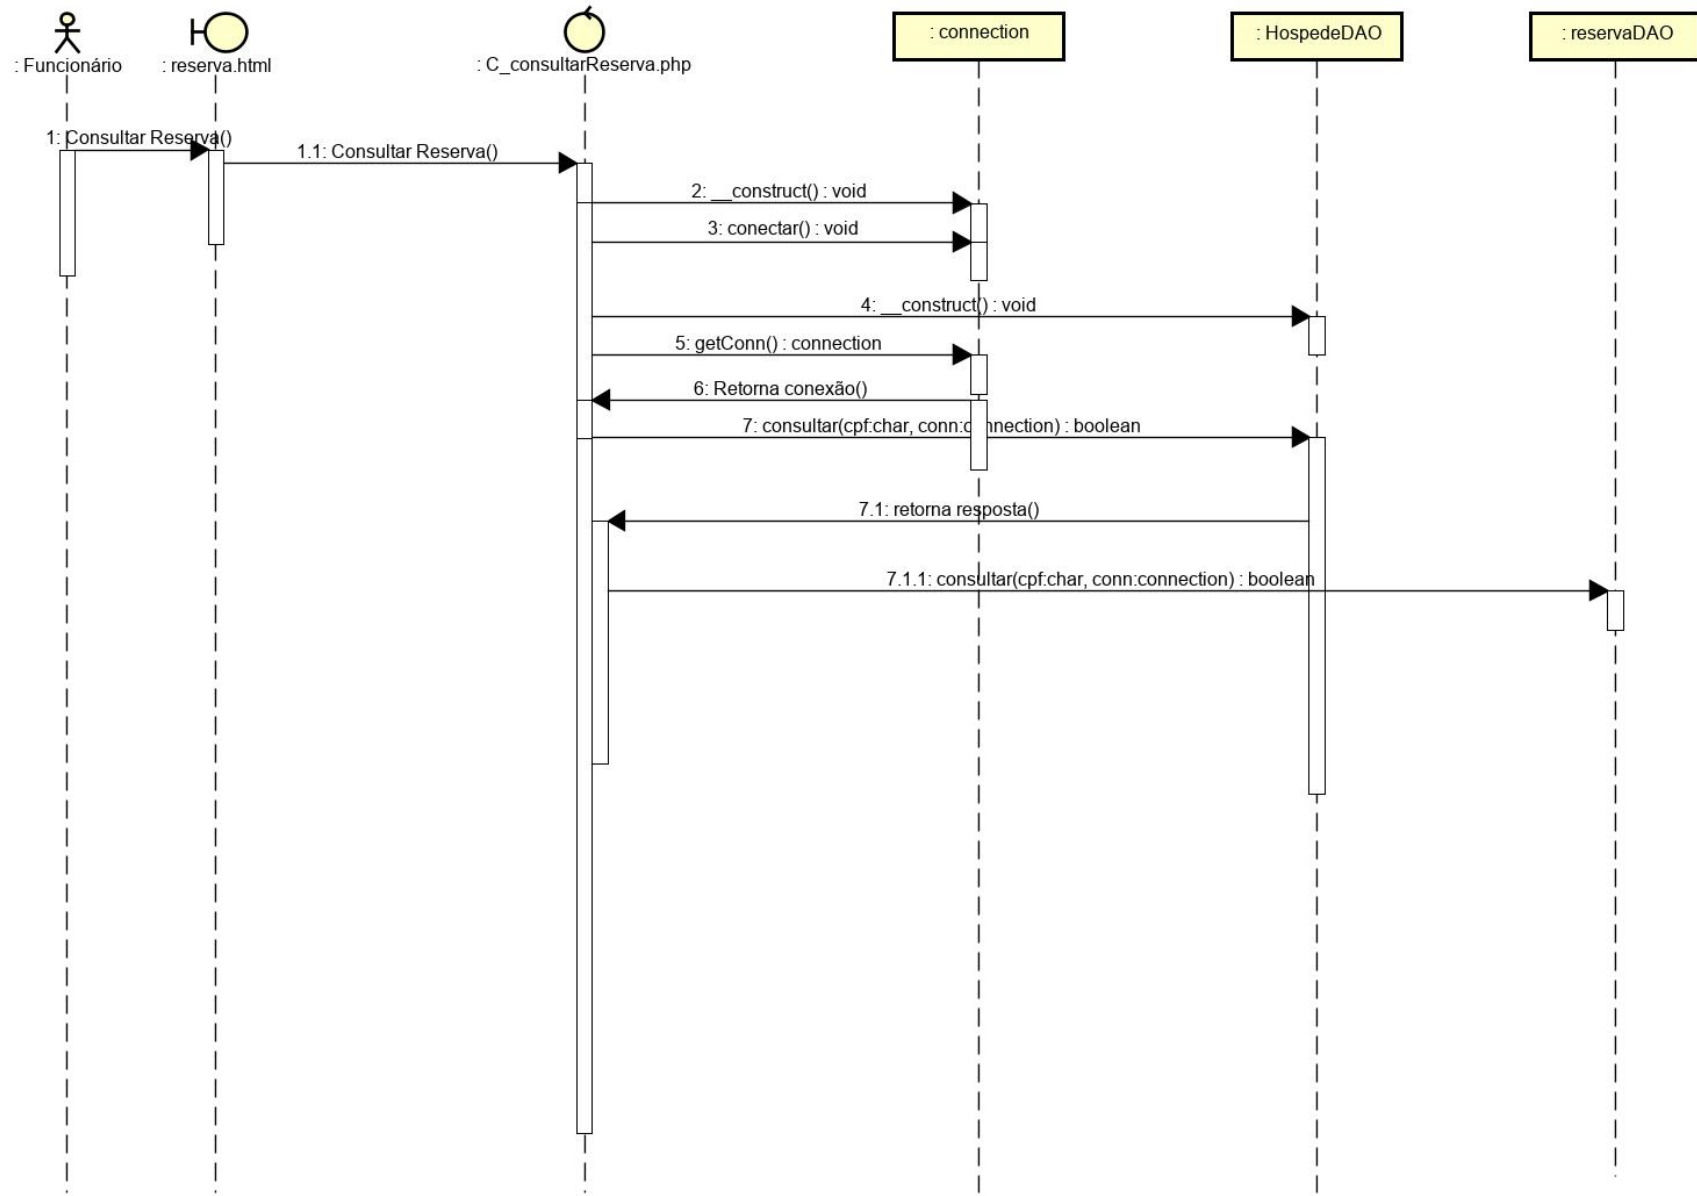 : Funcionário
: reserva.html
: C_consultarReserva.php
: connection
: HospedeDAO
: reservaDAO
1: Consultar Reserva()
1.1: Consultar Reserva()
2: __construct() : void
3: conectar() : void
4: __construct() : void
5: getConn() : connection
6: Retorna conexão()
7: consultar(cpf:char, conn:connection) : boolean
7.1: retorna resposta()
7.1.1: consultar(cpf:char, conn:connection) : boolean